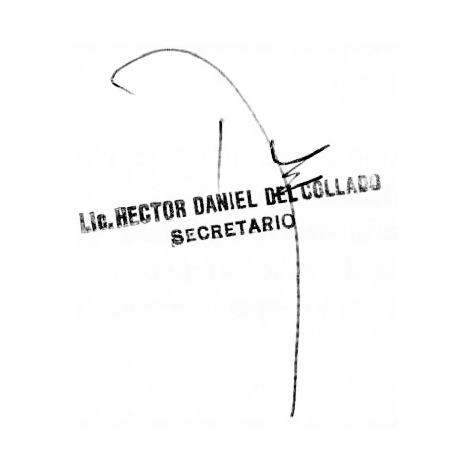 Lic. HECTOR DANIEL DEL COLLADO
SECRETARIO